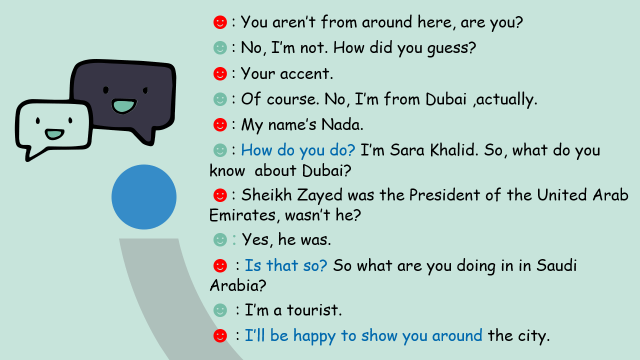 : You aren't from around here, are you?
: No, I'm not. How did you guess?
: Your accent.
: Of course. No, I'm from Dubai ,actually.
: My name's Nada.
: How do you do? I'm Sara Khalid. So, what do you
know about Dubai?
: Sheikh Zayed was the President of the United Arab
Emirates, wasn't he?
: Yes, he was.
: Is that so? So what are you doing in in Saudi
Arabia?
: I'm a tourist.
: I'll be happy to show you around the city.